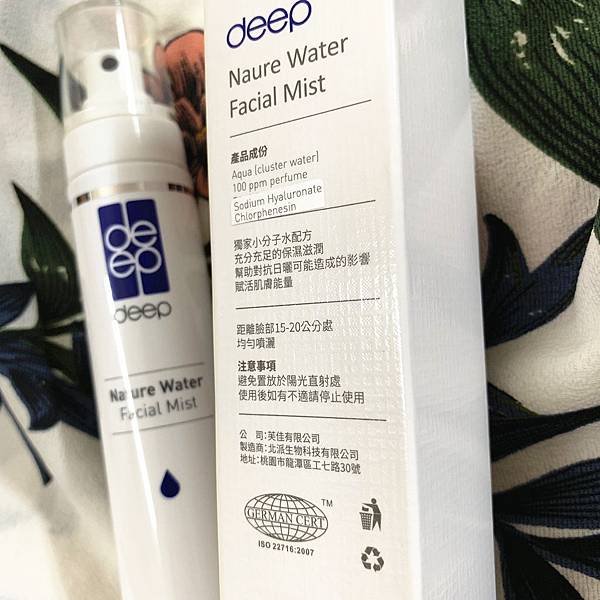 de
ep
deep
Nature Water
Facial Mist
deep
Naure Water
Facial Mist
產品成份
Aqua (cluster water)
100 ppm perfume
Sodium Hyaluronate
Chlorphenesin
獨家小分子水配方
充分充足的保濕滋潤
幫助對抗日曬可能造成的影響
賦活肌膚能量
距離臉部15-20公分處
均勻噴灑
注意事項
避免置放於陽光直射處
使用後如有不適請停止使用
公 司:芙佳有限公司
製造商:北派生物科技有限公司
地址:桃園市龍潭區工七路30號
GERMAN CERT
TM
ISO 22716:2007